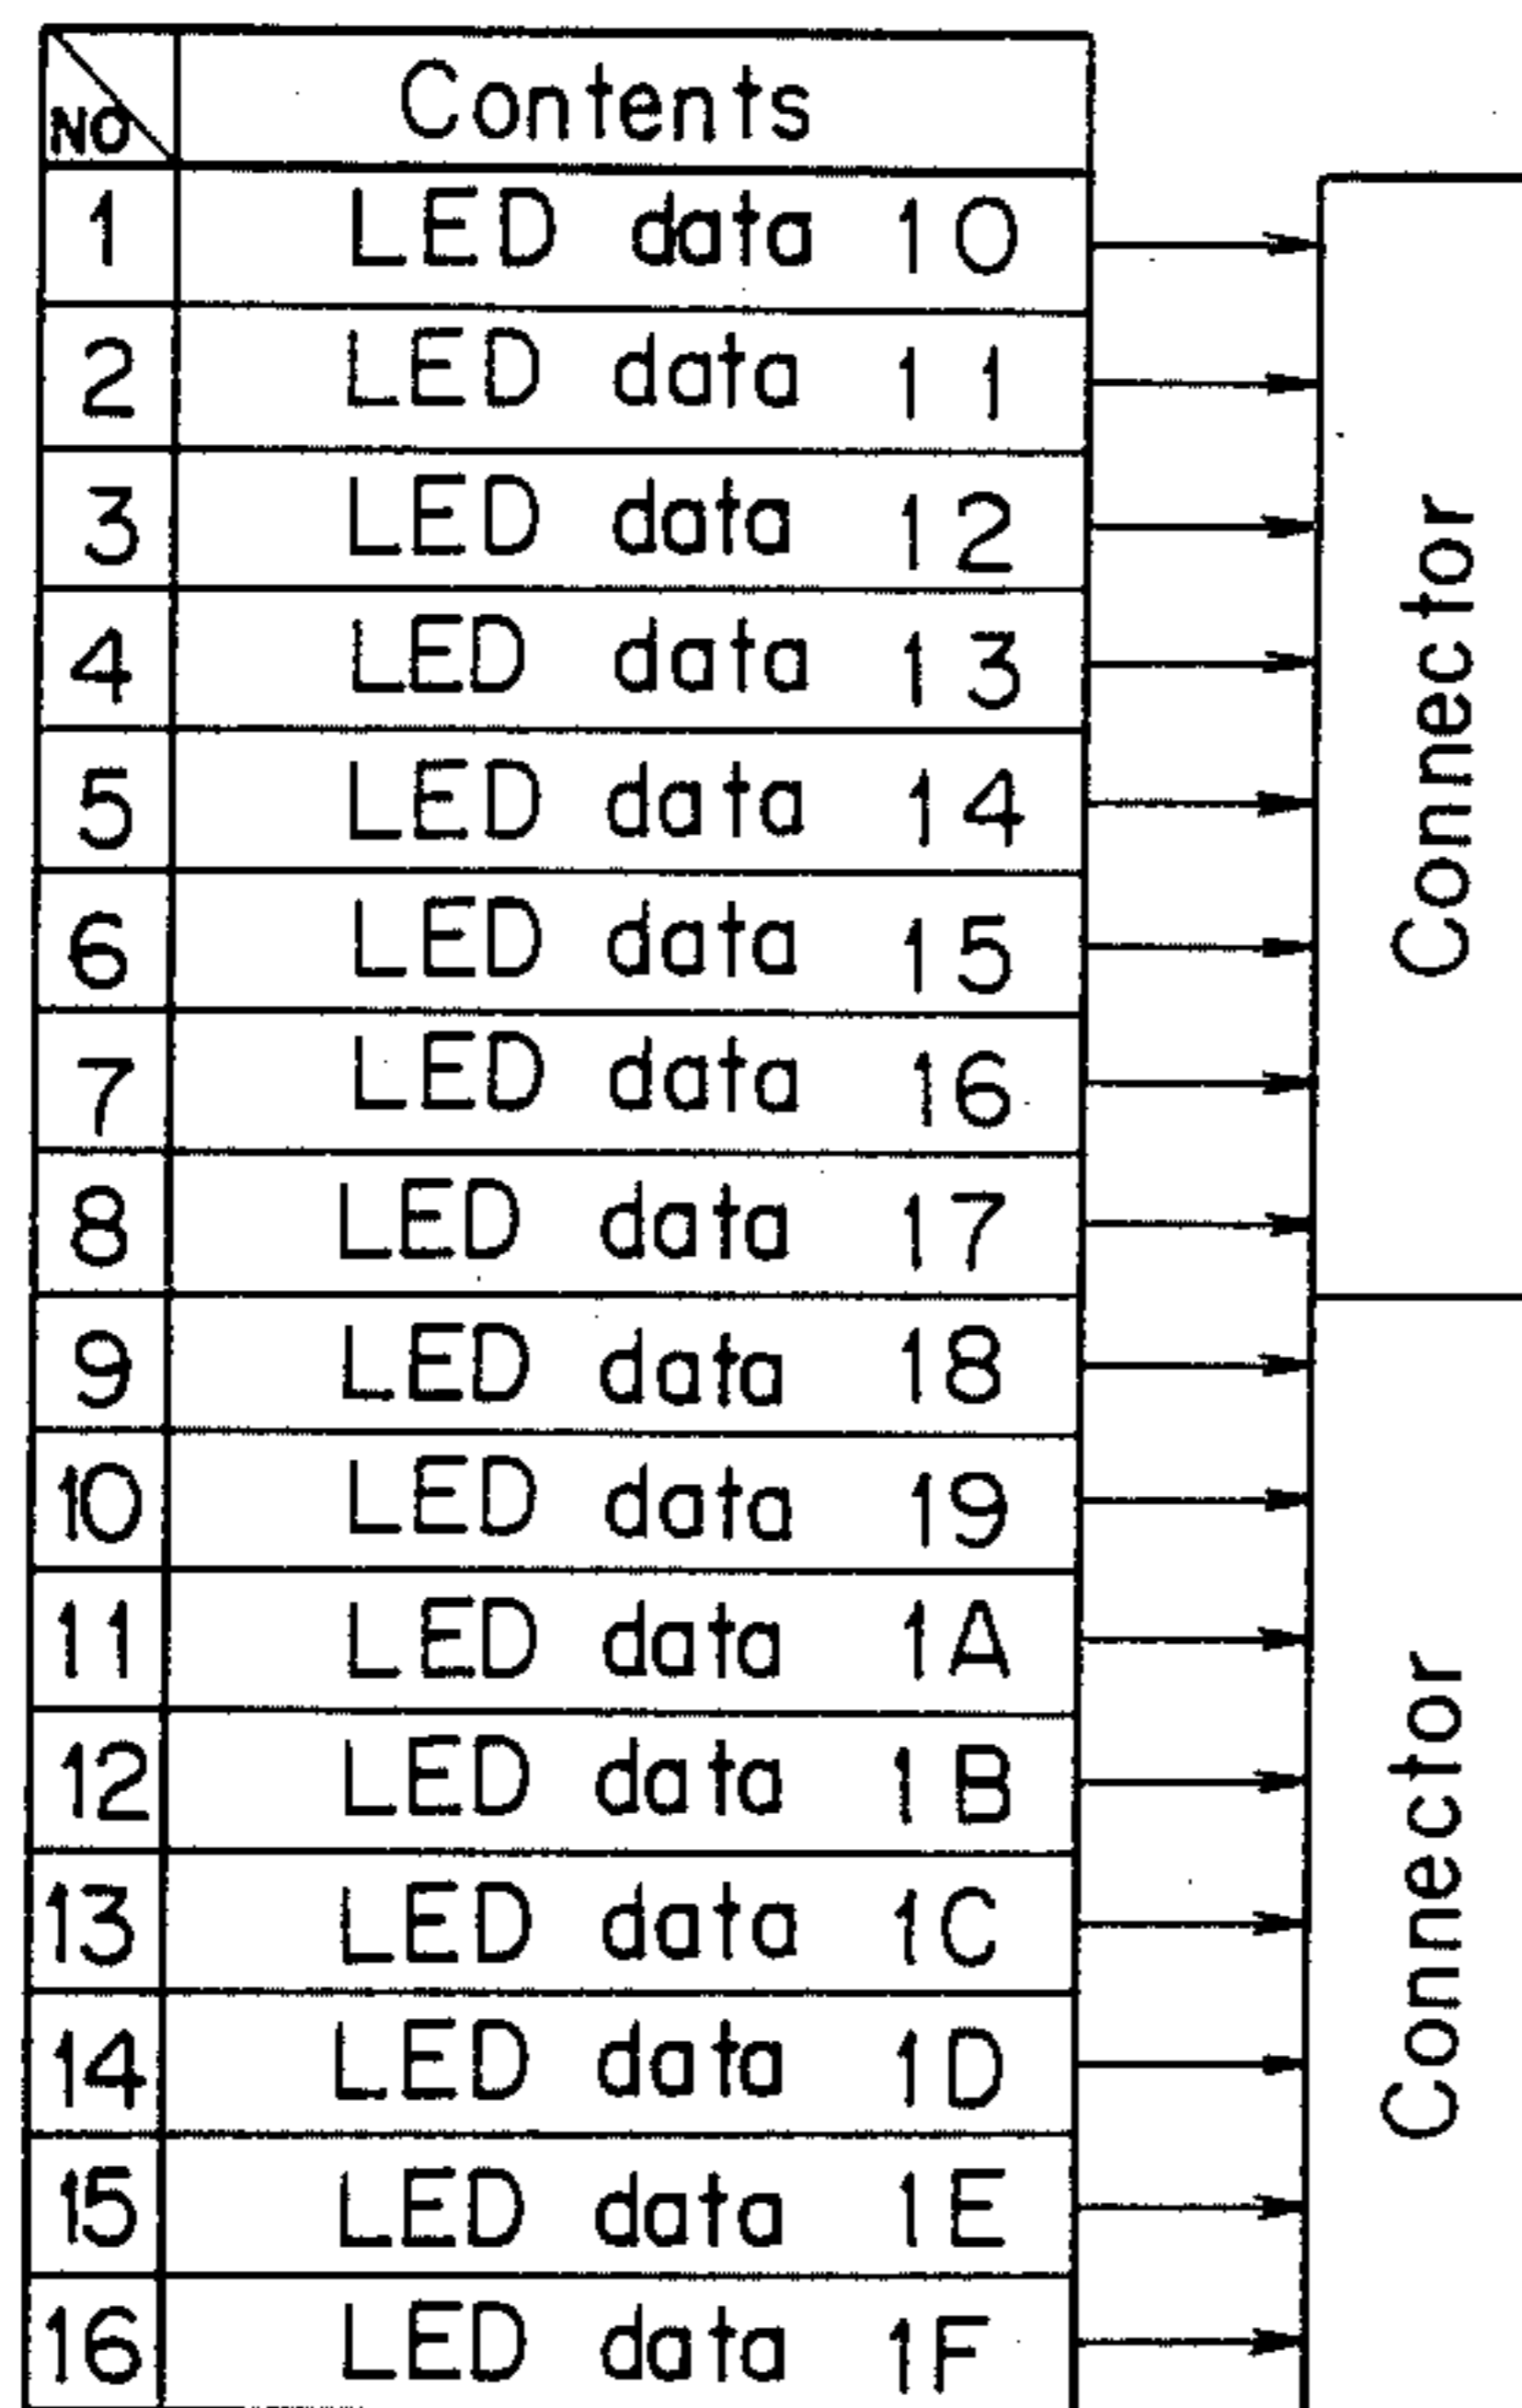 NO Contents
1 LED data 10
2 LED data 11
3 LED data 12
4 LED data 13
5 LED data 14
6 LED data 15
7 LED data 16
8 LED data 17
9 LED data 18
10 LED data 19
11 LED data 1A
12 LED data 1B
13 LED data 1C
14 LED data 1D
15 LED data 1E
16 LED data 1F
Connector
Connector